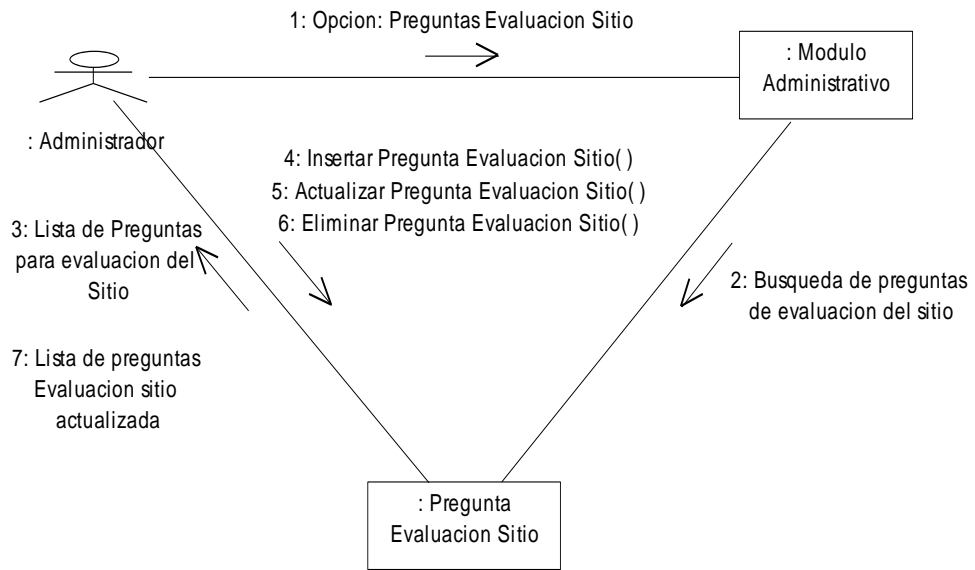 1: Opcion: Preguntas Evaluacion Sitio
: Modulo
Administrativo
: Administrador
4: Insertar Pregunta Evaluacion Sitio( )
5: Actualizar Pregunta Evaluacion Sitio( )
6: Eliminar Pregunta Evaluacion Sitio( )
3: Lista de Preguntas
para evaluacion del
Sitio
2: Busqueda de preguntas
de evaluacion del sitio
7: Lista de preguntas
Evaluacion sitio
actualizada
: Pregunta
Evaluacion Sitio